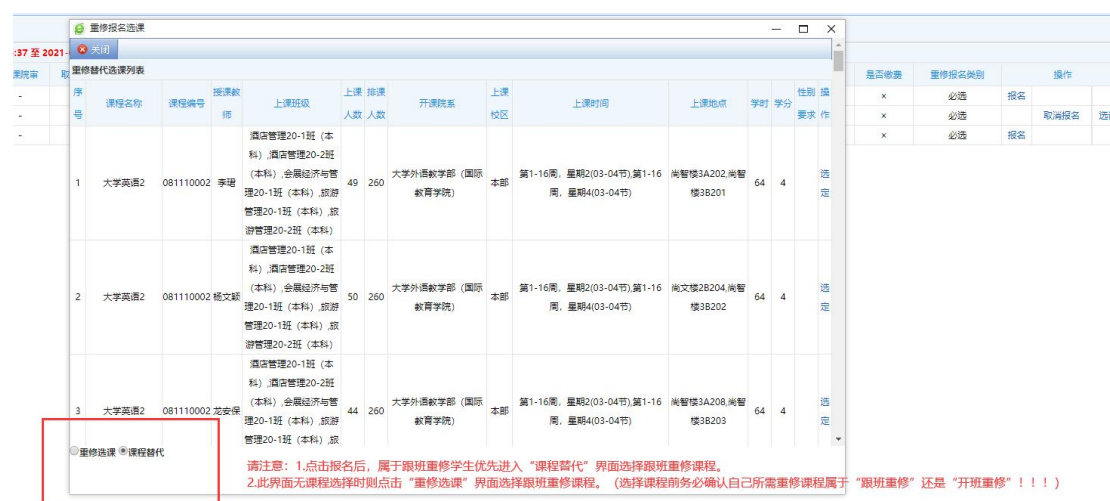 重修报名选课
关闭
:37 至 2021-
重修替代选课列表
课院审
是否缴费 重修报名类别 操作
序号 课程名称 课程编号 授课教师 上课班级 上课人数 排课人数 开课院系 上课校区 上课时间 上课地点 学时 学分 性别要求 操作
- × 必选 报名
- × 必选 取消报名
- × 必选 报名
酒店管理20-1班（本
科）,酒店管理20-2班
（本科）,会展经济与管
1 大学英语2 081110002 李珺 理20-1班（本科）,旅游 49 260 大学外语教学部（国际教育学院） 本部 第1-16周，星期2(03-04节),第1-16周，星期4(03-04节) 尚智楼3A202,尚智楼3B201 64 4 选定
管理20-1班（本科）,旅
游管理20-2班（本科）
酒店管理20-1班（本
科）,酒店管理20-2班
（本科）,会展经济与管
2 大学英语2 081110002 杨文颖 理20-1班（本科）,旅游 50 260 大学外语教学部（国际教育学院） 本部 第1-16周，星期2(03-04节),第1-16周，星期4(03-04节) 尚文楼2B204,尚智楼3B202 64 4 选定
管理20-1班（本科）,旅
游管理20-2班（本科）
酒店管理20-1班（本
科）,酒店管理20-2班
（本科）,会展经济与管
3 大学英语2 081110002 龙安保 理20-1班（本科）,旅游 44 260 大学外语教学部（国际教育学院） 本部 第1-16周，星期2(03-04节),第1-16周，星期4(03-04节) 尚智楼3A208,尚智楼3B203 64 4 选定
管理20-1班（本科）,旅
重修选课 课程替代
请注意：1.点击报名后，属于跟班重修学生优先进入“课程替代”界面选择跟班重修课程。
2.此界面无课程选择时则点击“重修选课”界面选择跟班重修课程。（选择课程前务必确认自己所需重修课程属于“跟班重修”还是“开班重修”！！！）